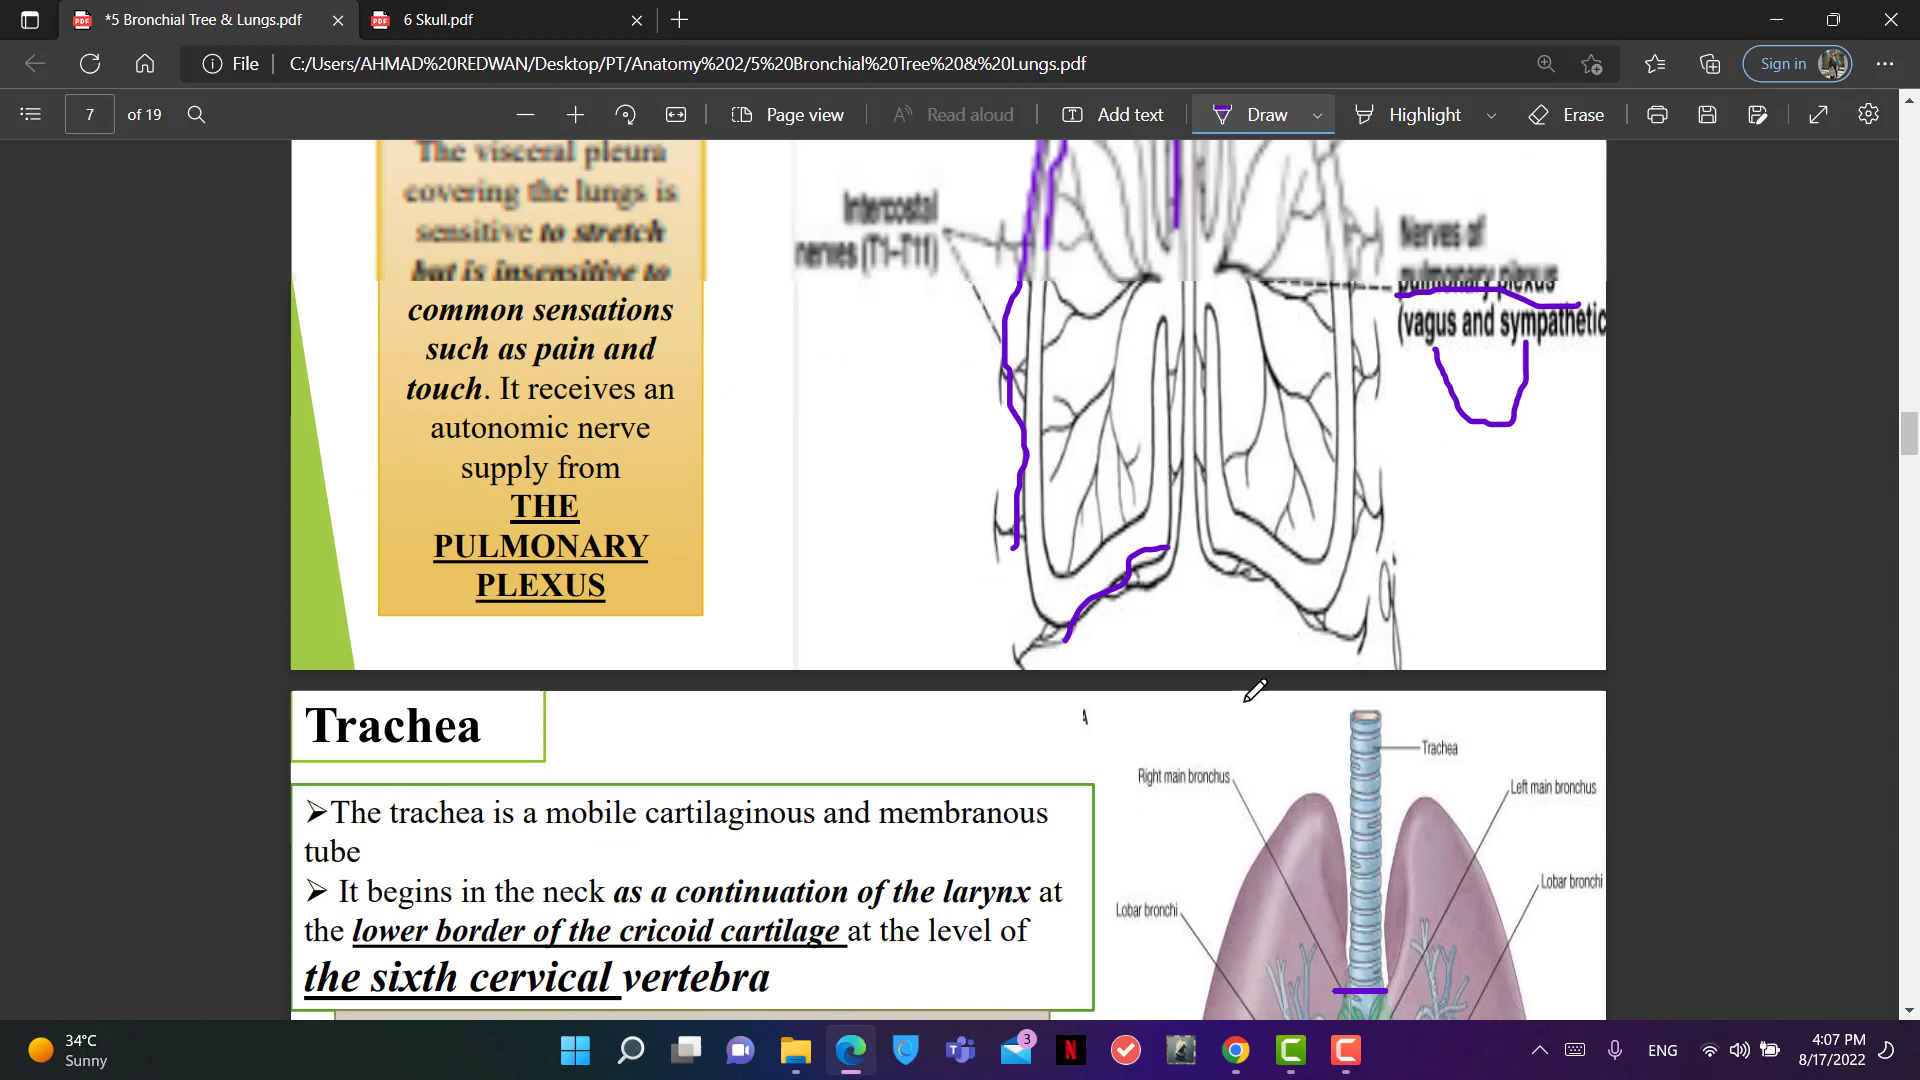 *5 Bronchial Tree & Lungs.pdf
6 Skull.pdf
File
C:/Users/AHMAD%20REDWAN/Desktop/PT/Anatomy%202/5%20Bronchial%20Tree%20&%20Lungs.pdf
Sign in
7
of 19
Page view
Read aloud
Add text
Draw
Highlight
Erase
The visceral pleura
covering the lungs is
sensitive to stretch
but is insensitive to
common sensations
such as pain and
touch. It receives an
autonomic nerve
supply from
THE
PULMONARY
PLEXUS
Intercostal
nerves (T1–T11)
Nerves of
pulmonary plexus
(vagus and sympathetic
Trachea
➢The trachea is a mobile cartilaginous and membranous
tube
➢ It begins in the neck as a continuation of the larynx at
the lower border of the cricoid cartilage at the level of
the sixth cervical vertebra
Trachea
Right main bronchus
Left main bronchus
Lobar bronchi
Lobar bronchi
34°C
Sunny
3
ENG
4:07 PM
8/17/2022